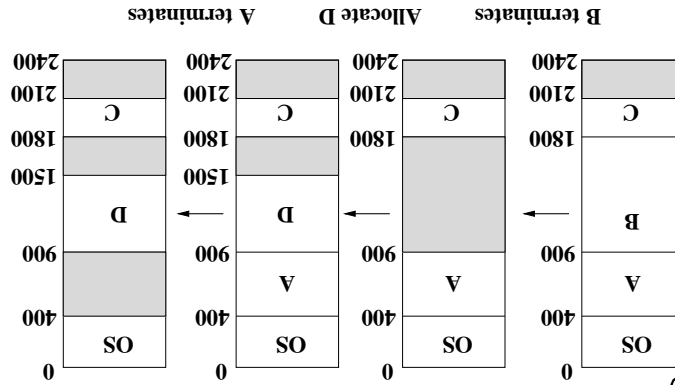 0 0 0 0
OS OS OS OS
400 400 400 400
A A A
900 900 900 900
B D D
1500 1500
1800 1800 1800 1800
C C C C
2100 2100 2100 2100
2400 2400 2400 2400
B terminates Allocate D A terminates